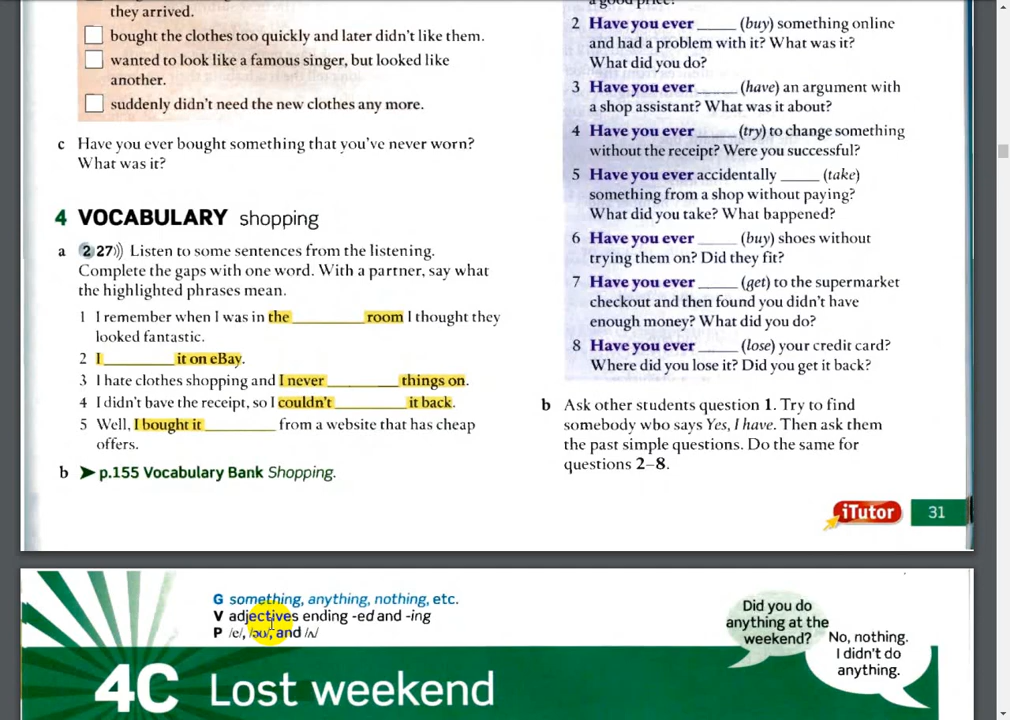 they arrived.
bought the clothes too quickly and later didn't like them.
wanted to look like a famous singer, but looked like
another.
suddenly didn't need the new clothes any more.
c Have you ever bought something that you've never worn?
What was it?
4 VOCABULARY shopping
a 2 27))) Listen to some sentences from the listening.
Complete the gaps with one word. With a partner, say what
the highlighted phrases mean.
1 I remember when I was in the ________ room I thought they
looked fantastic.
2 I ________ it on eBay.
3 I hate clothes shopping and I never ________ things on.
4 I didn't have the receipt, so I couldn't ________ it back.
5 Well, I bought it ________ from a website that has cheap
offers.
b ➤ p.155 Vocabulary Bank Shopping.
a good price?
2 Have you ever _____ (buy) something online
and had a problem with it? What was it?
What did you do?
3 Have you ever _____ (have) an argument with
a shop assistant? What was it about?
4 Have you ever _____ (try) to change something
without the receipt? Were you successful?
5 Have you ever accidentally _____ (take)
something from a shop without paying?
What did you take? What happened?
6 Have you ever _____ (buy) shoes without
trying them on? Did they fit?
7 Have you ever _____ (get) to the supermarket
checkout and then found you didn't have
enough money? What did you do?
8 Have you ever _____ (lose) your credit card?
Where did you lose it? Did you get it back?
b Ask other students question 1. Try to find
somebody who says Yes, I have. Then ask them
the past simple questions. Do the same for
questions 2–8.
iTutor 31
G something, anything, nothing, etc.
V adjectives ending -ed and -ing
P /e/, /əʊ/, and /ʌ/
Did you do
anything at the
weekend?
No, nothing.
I didn't do
anything.
4C Lost weekend